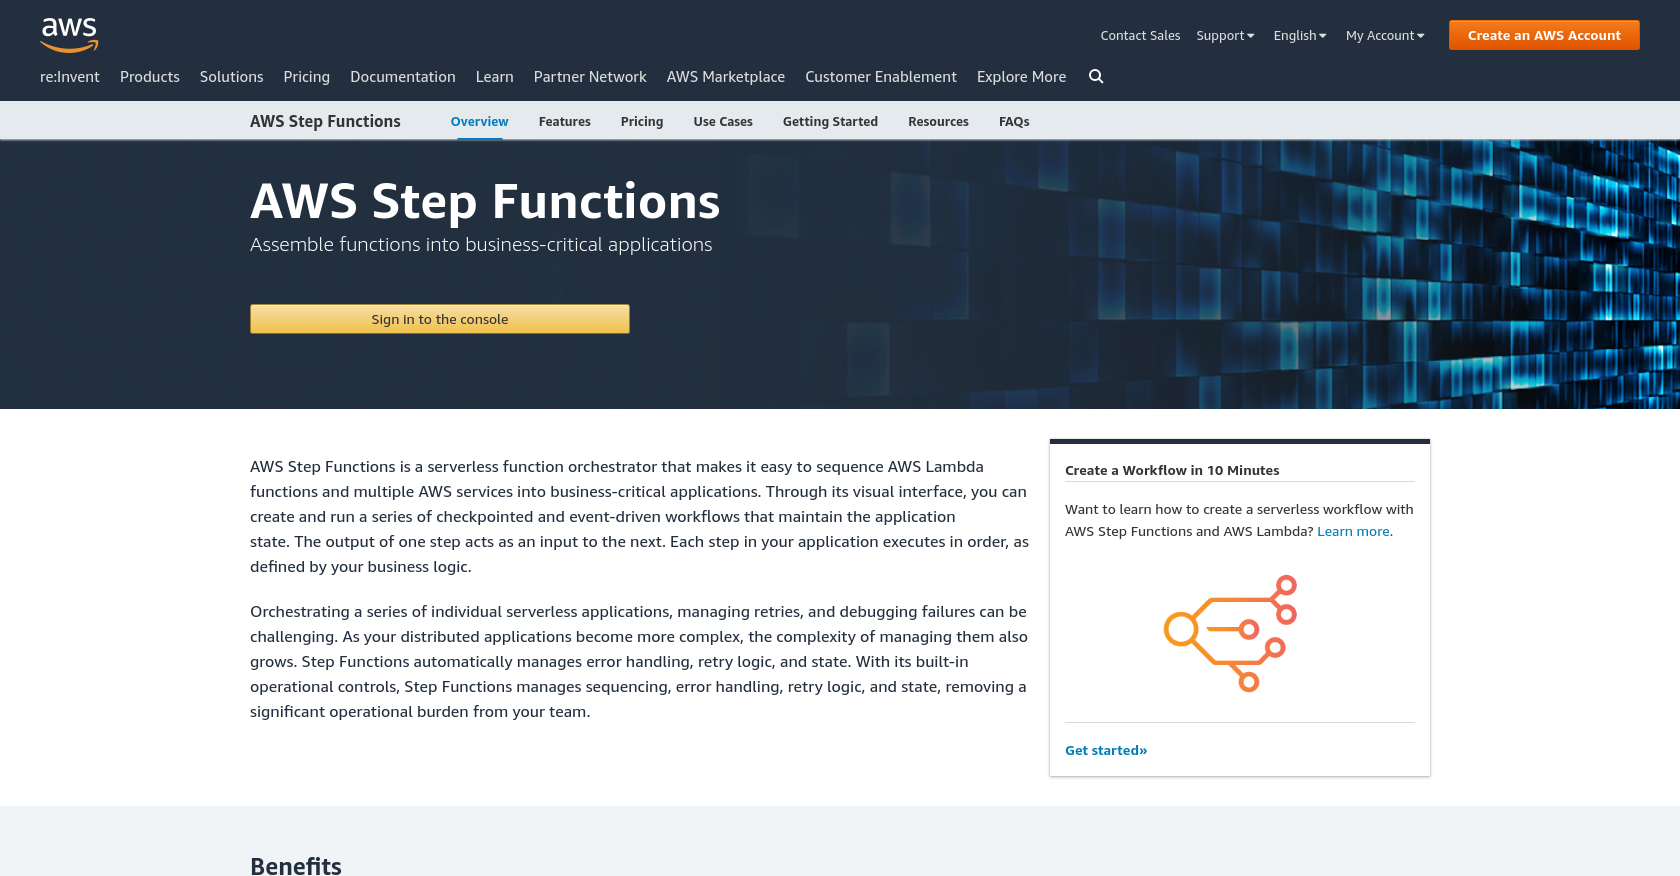 aws
Contact Sales Support English My Account Create an AWS Account
re:Invent Products Solutions Pricing Documentation Learn Partner Network AWS Marketplace Customer Enablement Explore More
AWS Step Functions Overview Features Pricing Use Cases Getting Started Resources FAQs
AWS Step Functions
Assemble functions into business-critical applications
Sign in to the console
AWS Step Functions is a serverless function orchestrator that makes it easy to sequence AWS Lambda
functions and multiple AWS services into business-critical applications. Through its visual interface, you can
create and run a series of checkpointed and event-driven workflows that maintain the application
state. The output of one step acts as an input to the next. Each step in your application executes in order, as
defined by your business logic.
Orchestrating a series of individual serverless applications, managing retries, and debugging failures can be
challenging. As your distributed applications become more complex, the complexity of managing them also
grows. Step Functions automatically manages error handling, retry logic, and state. With its built-in
operational controls, Step Functions manages sequencing, error handling, retry logic, and state, removing a
significant operational burden from your team.
Create a Workflow in 10 Minutes
Want to learn how to create a serverless workflow with
AWS Step Functions and AWS Lambda? Learn more.
Get started»
Benefits